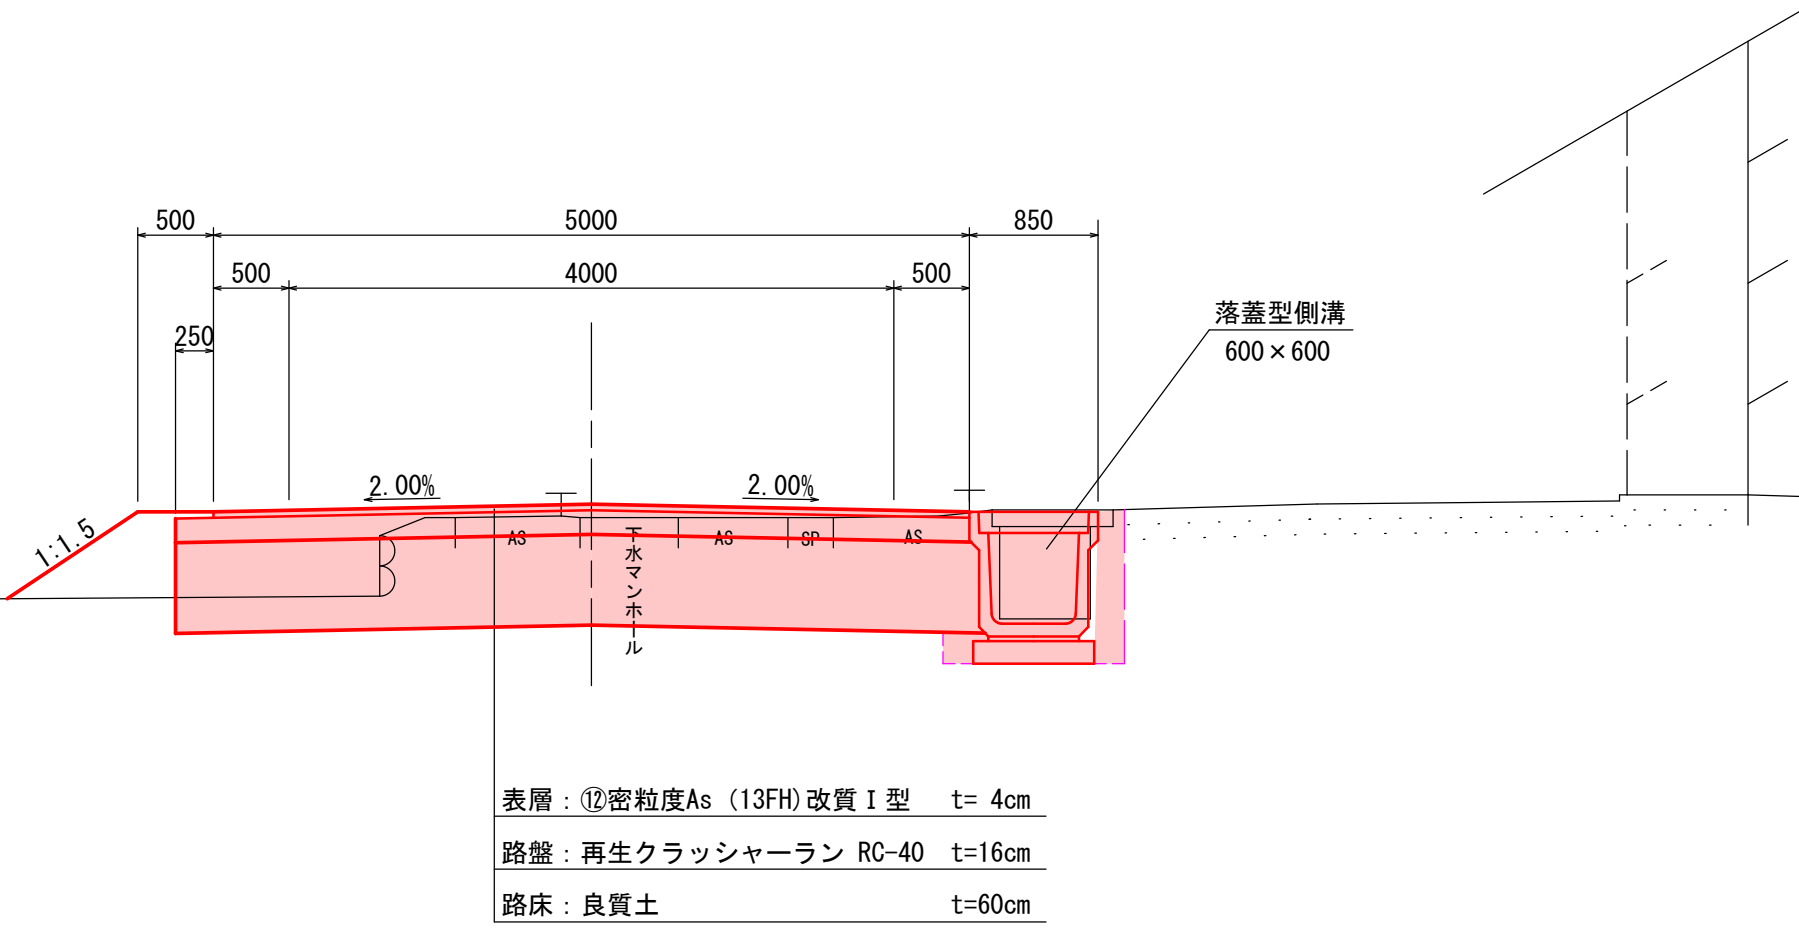 500
5000
850
500
4000
500
250
落蓋型側溝
600×600
2.00%
2.00%
1:1.5
AS
下水マンホール
AS
SP
AS
表層：⑫密粒度As (13FH)改質Ⅰ型 t= 4cm
路盤：再生クラッシャーラン RC-40 t=16cm
路床：良質土 t=60cm